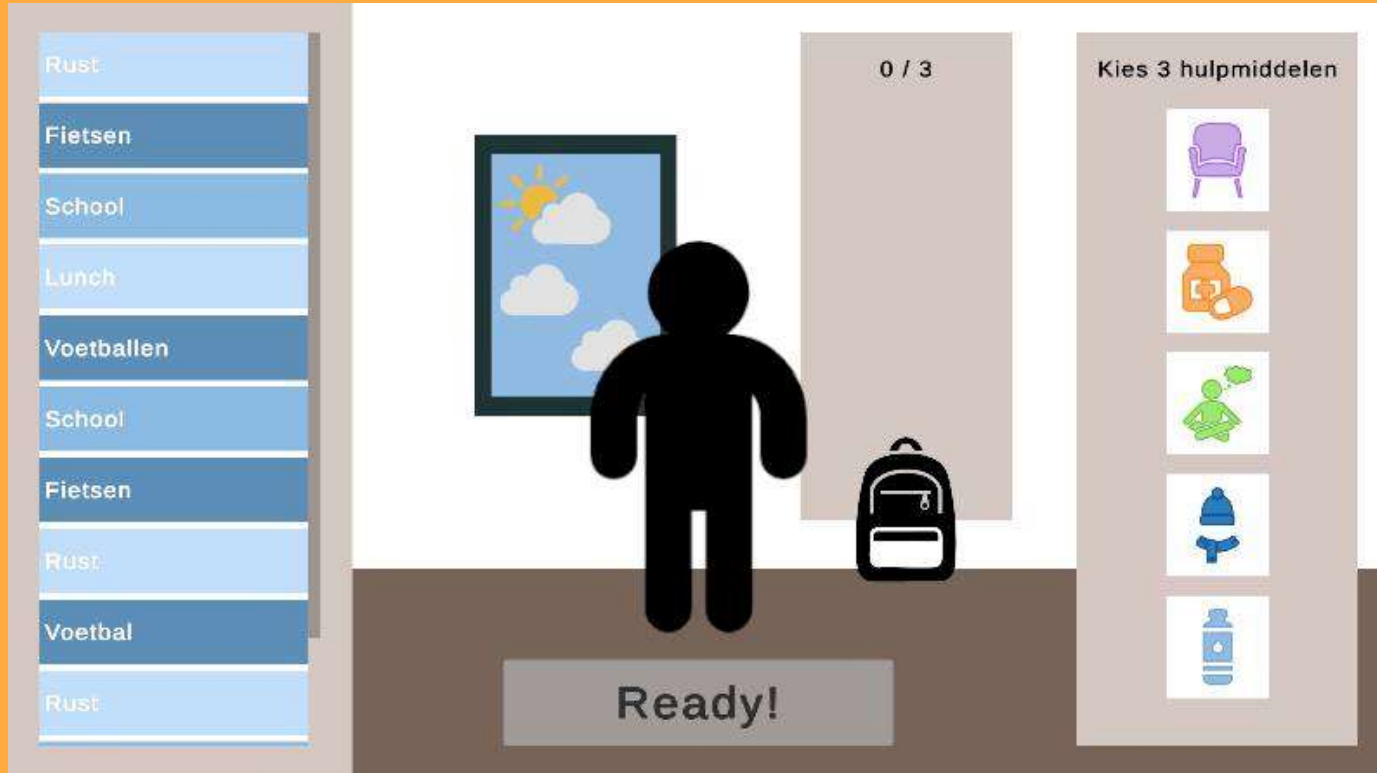 Rust
Fietsen
School
Lunch
Voetballen
School
Fietsen
Rust
Voetbal
Rust
0 / 3
Kies 3 hulpmiddelen
Ready!